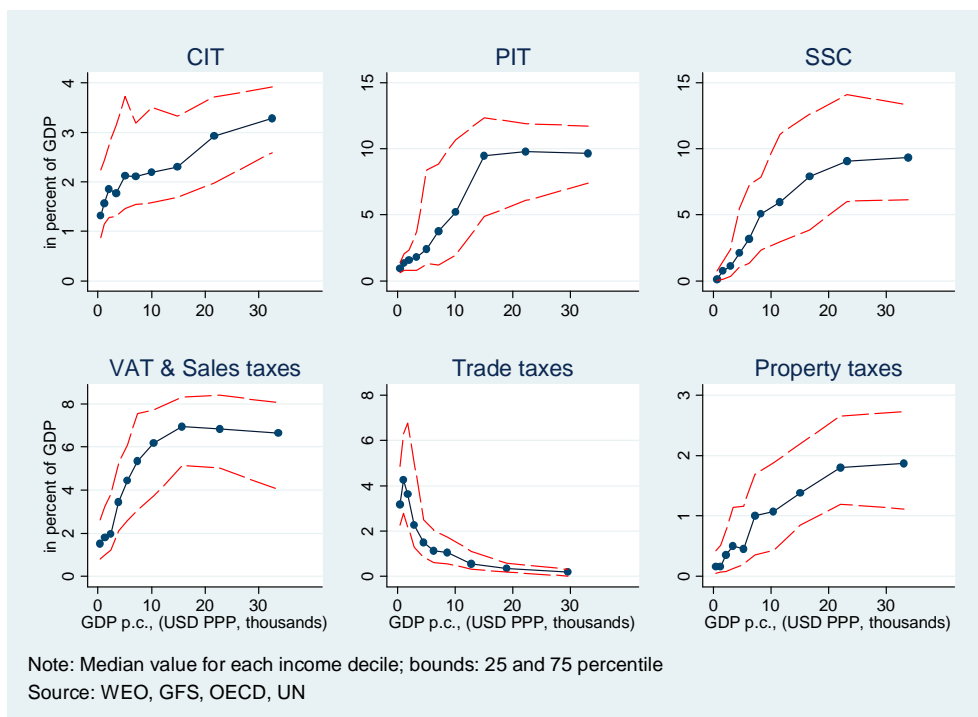 CIT
PIT
SSC
in percent of GDP
0 1 2 3 4
0 10 20 30
0 5 10 15
0 10 20 30
0 5 10 15
0 10 20 30
VAT & Sales taxes
Trade taxes
Property taxes
in percent of GDP
0 2 4 6 8
0 10 20 30
GDP p.c., (USD PPP, thousands)
0 2 4 6 8
0 10 20 30
GDP p.c., (USD PPP, thousands)
0 1 2 3
0 10 20 30
GDP p.c., (USD PPP, thousands)
Note: Median value for each income decile; bounds: 25 and 75 percentile
Source: WEO, GFS, OECD, UN